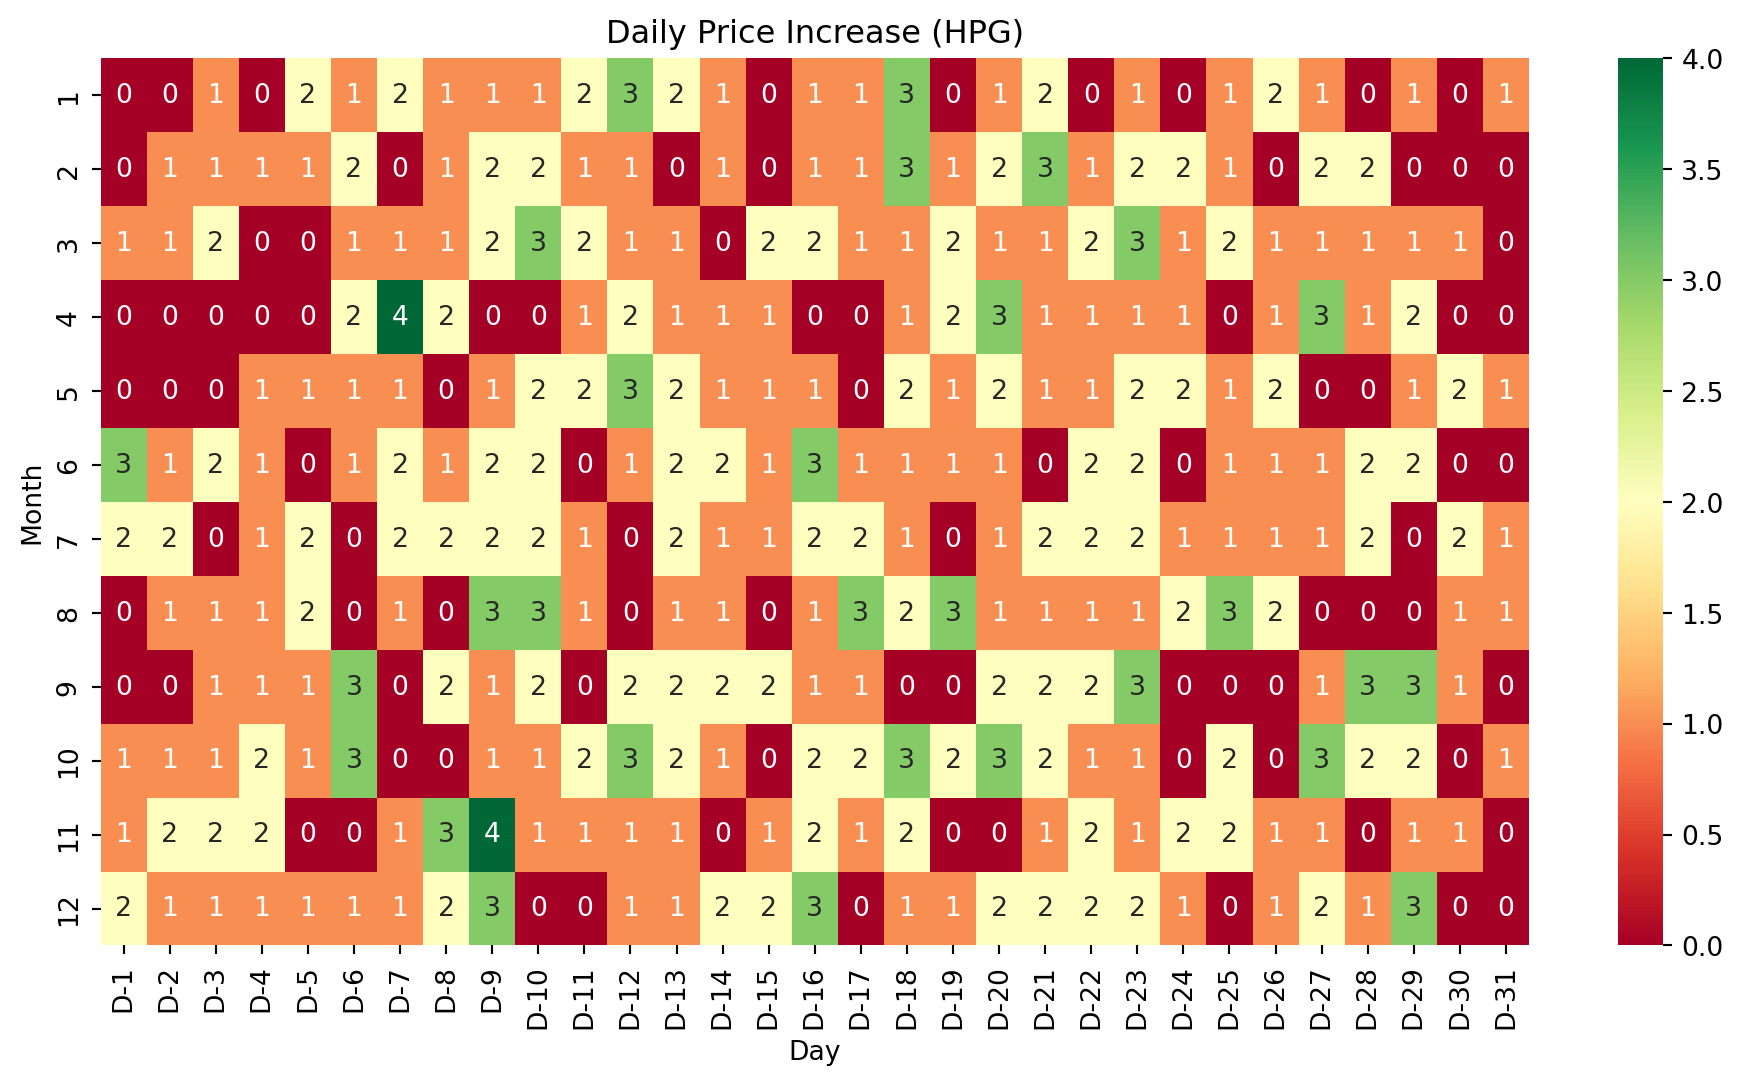 Daily Price Increase (HPG)
1 0 0 1 0 2 1 2 1 1 1 2 3 2 1 0 1 1 3 0 1 2 0 1 0 1 2 1 0 1 0 1
2 0 1 1 1 1 2 0 1 2 2 1 1 0 1 0 1 1 3 1 2 3 1 2 2 1 0 2 2 0 0 0
3 1 1 2 0 0 1 1 1 2 3 2 1 1 0 2 2 1 1 2 1 1 2 3 1 2 1 1 1 1 1 0
4 0 0 0 0 0 2 4 2 0 0 1 2 1 1 1 0 0 1 2 3 1 1 1 1 0 1 3 1 2 0 0
5 0 0 0 1 1 1 1 0 1 2 2 3 2 1 1 1 0 2 1 2 1 1 2 2 1 2 0 0 1 2 1
6 3 1 2 1 0 1 2 1 2 2 0 1 2 2 1 3 1 1 1 1 0 2 2 0 1 1 1 2 2 0 0
7 2 2 0 1 2 0 2 2 2 2 1 0 2 1 1 2 2 1 0 1 2 2 2 1 1 1 1 2 0 2 1
8 0 1 1 1 2 0 1 0 3 3 1 0 1 1 0 1 3 2 3 1 1 1 1 2 3 2 0 0 0 1 1
9 0 0 1 1 1 3 0 2 1 2 0 2 2 2 2 1 1 0 0 2 2 2 3 0 0 0 1 3 3 1 0
10 1 1 1 2 1 3 0 0 1 1 2 3 2 1 0 2 2 3 2 3 2 1 1 0 2 0 3 2 2 0 1
11 1 2 2 2 0 0 1 3 4 1 1 1 1 0 1 2 1 2 0 0 1 2 1 2 2 1 1 0 1 1 0
12 2 1 1 1 1 1 1 2 3 0 0 1 1 2 2 3 0 1 1 2 2 2 2 1 0 1 2 1 3 0 0
Month
D-1 D-2 D-3 D-4 D-5 D-6 D-7 D-8 D-9 D-10 D-11 D-12 D-13 D-14 D-15 D-16 D-17 D-18 D-19 D-20 D-21 D-22 D-23 D-24 D-25 D-26 D-27 D-28 D-29 D-30 D-31
Day
4.0
3.5
3.0
2.5
2.0
1.5
1.0
0.5
0.0